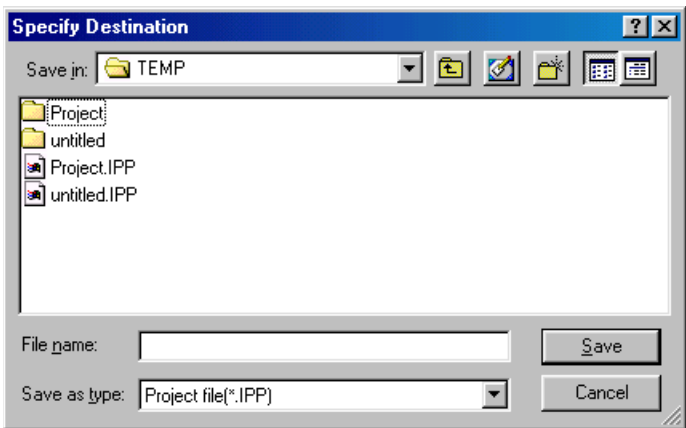 Specify Destination
Save in: TEMP
Project
untitled
Project.IPP
untitled.IPP
File name: Save
Save as type: Project file(*.IPP) Cancel